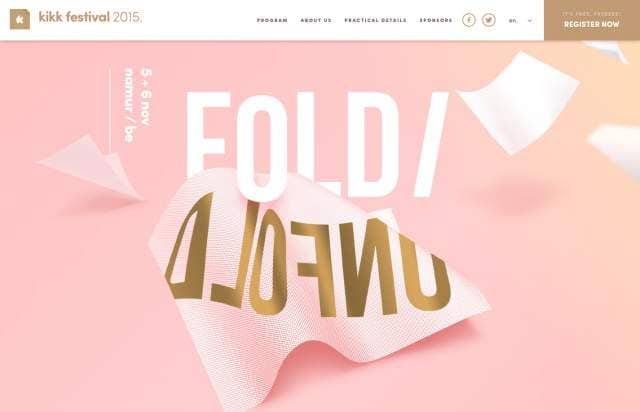 kikk festival 2015.
PROGRAM ABOUT US PRACTICAL DETAILS SPONSORS en.
IT'S FREE, PROCEED!
REGISTER NOW
5 + 6 nov
namur / be
FOLD/
UNFOLD